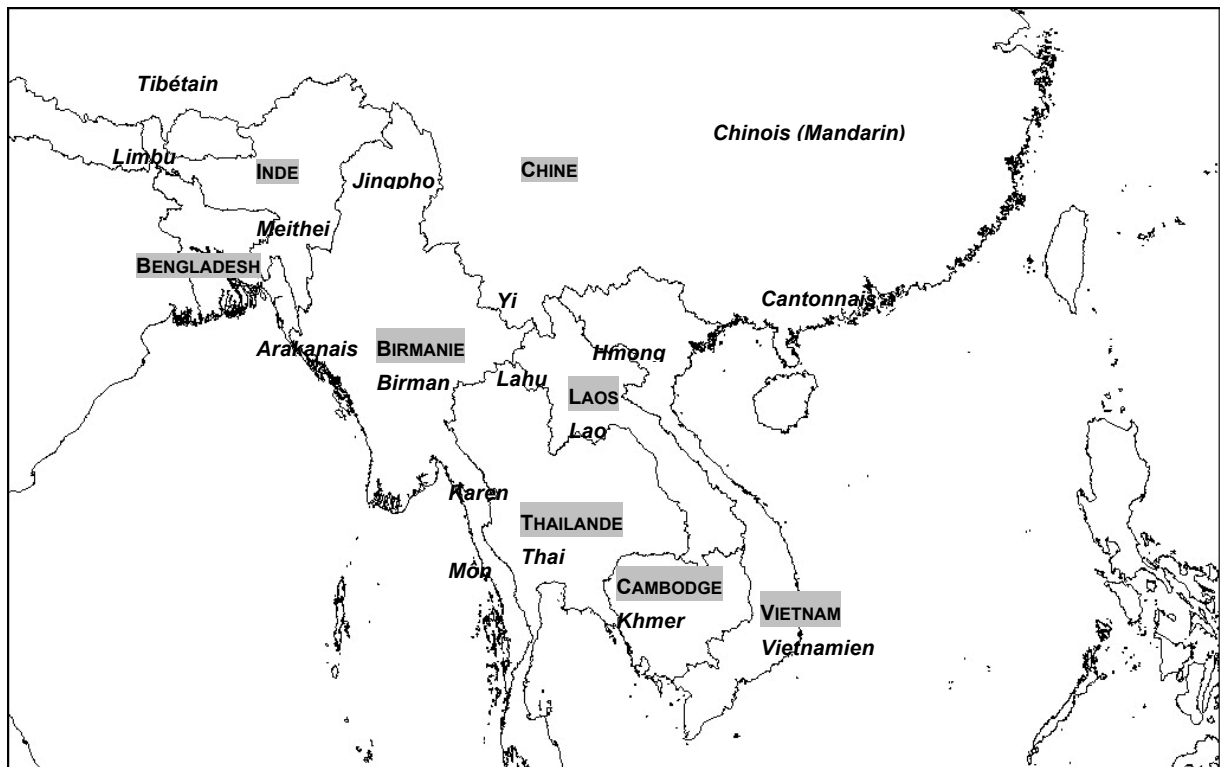 Tibétain
Chinois (Mandarin)
Limbu
INDE
CHINE
Jingpho
Meithei
BENGLADESH
Yi
Cantonnais
Arakanais
BIRMANIE
Hmong
Birman
Lahu
LAOS
Lao
Karen
THAILANDE
Thai
Môn
CAMBODGE
VIETNAM
Khmer
Vietnamien